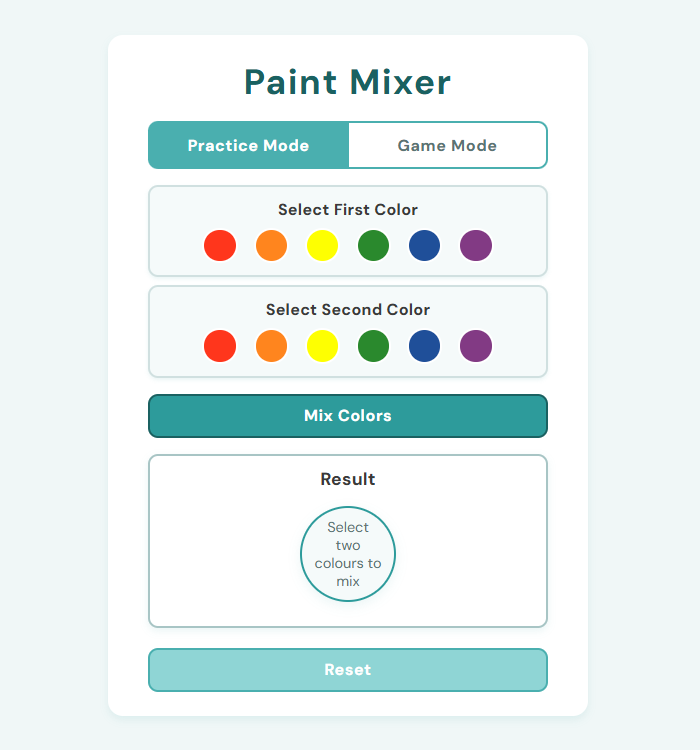 Paint Mixer
Practice Mode
Game Mode
Select First Color
Select Second Color
Mix Colors
Result
Select
two
colours to
mix
Reset